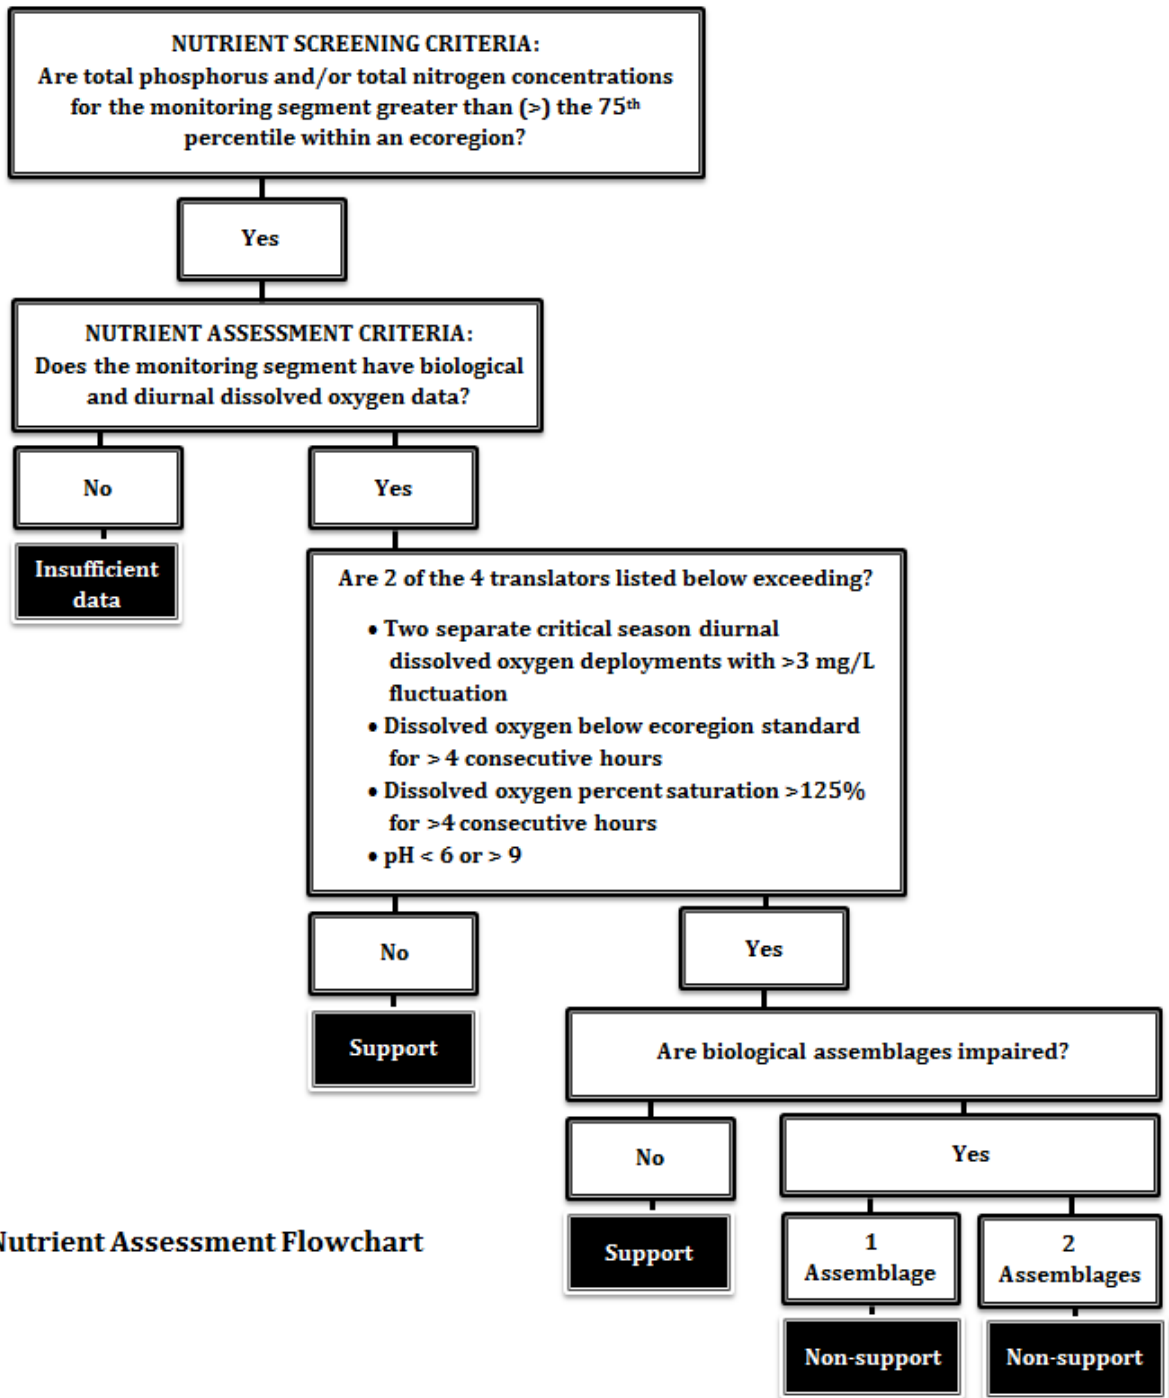 NUTRIENT SCREENING CRITERIA:
Are total phosphorus and/or total nitrogen concentrations
for the monitoring segment greater than (>) the 75th
percentile within an ecoregion?
Yes
NUTRIENT ASSESSMENT CRITERIA:
Does the monitoring segment have biological
and diurnal dissolved oxygen data?
No
Yes
Insufficient
data
Are 2 of the 4 translators listed below exceeding?
• Two separate critical season diurnal
dissolved oxygen deployments with >3 mg/L
fluctuation
• Dissolved oxygen below ecoregion standard
for > 4 consecutive hours
• Dissolved oxygen percent saturation >125%
for >4 consecutive hours
• pH < 6 or > 9
No
Yes
Support
Are biological assemblages impaired?
No
Yes
Support
1
Assemblage
2
Assemblages
Non-support
Non-support
Nutrient Assessment Flowchart